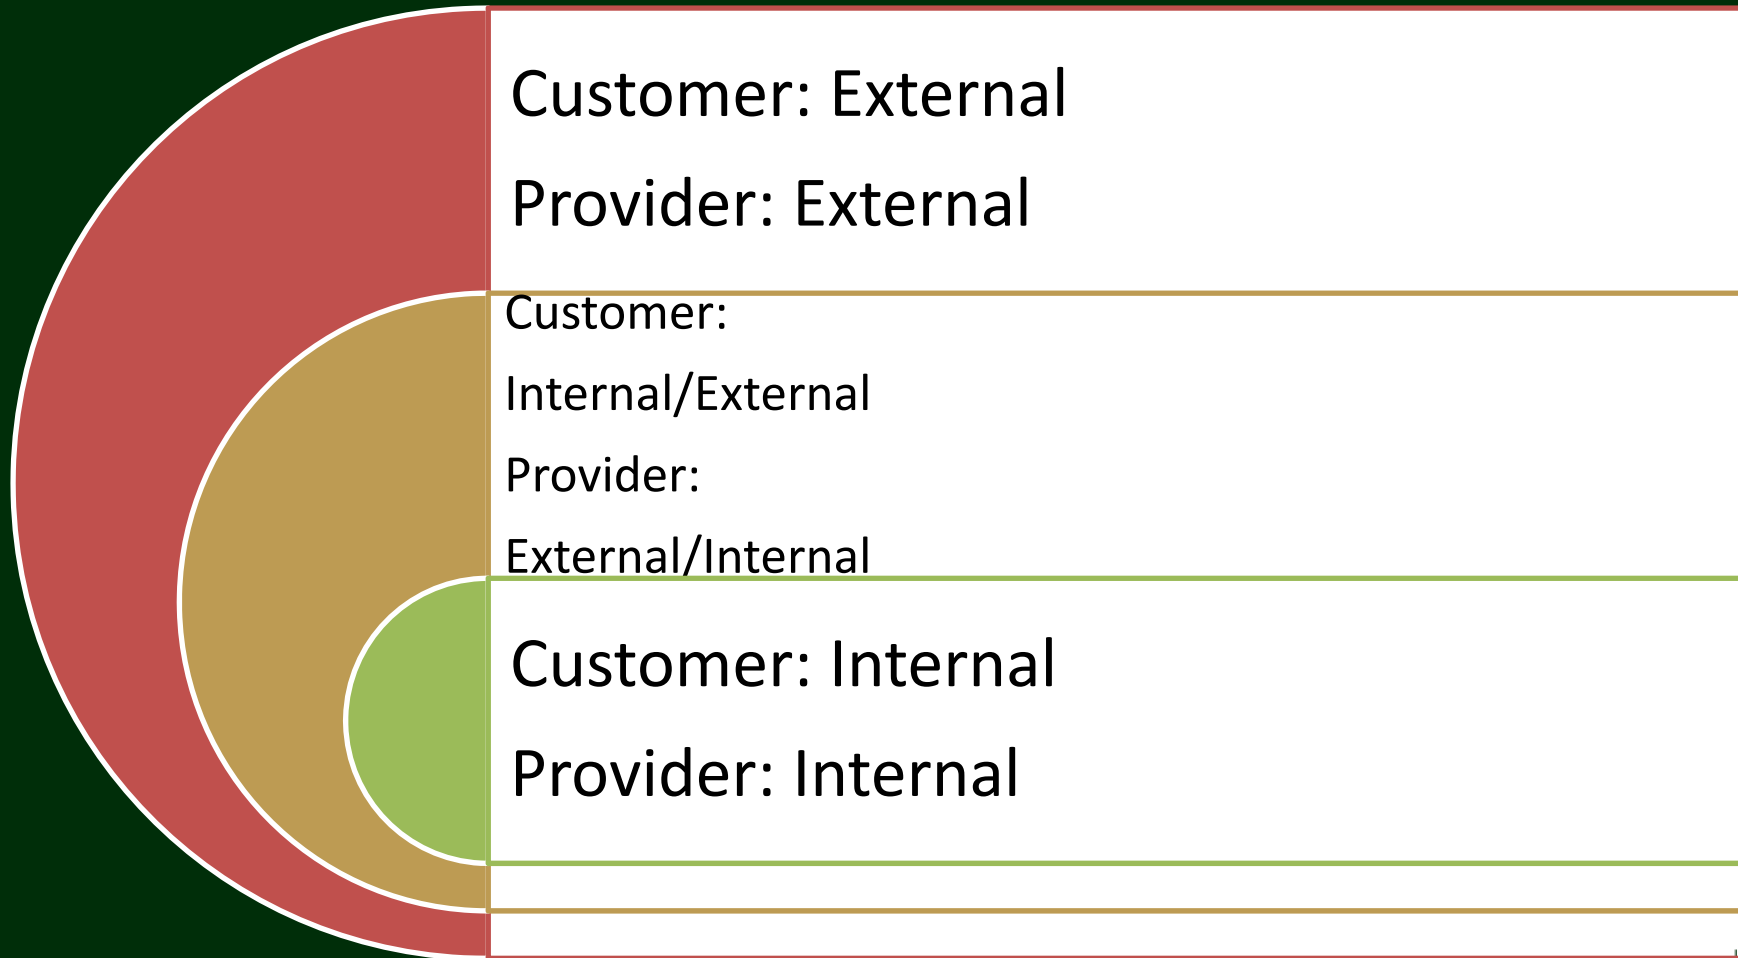 Customer: External
Provider: External
Customer:
Internal/External
Provider:
External/Internal
Customer: Internal
Provider: Internal